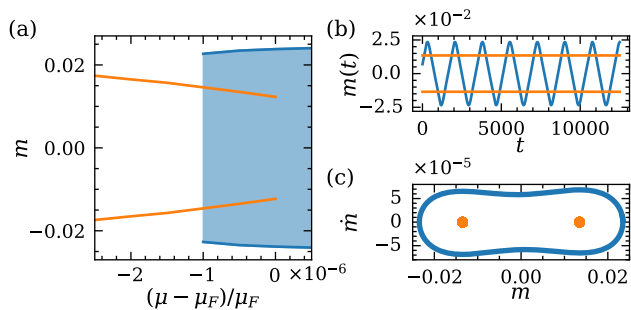 (a)
0.02
0.00
−0.02
m
−2
−1
0
×10⁻⁶
(μ − μ_F)/μ_F
(b)
×10⁻²
2.5
0.0
−2.5
m(t)
0
5000
10000
t
(c)
×10⁻⁵
5
0
−5
ṁ
−0.02
0.00
0.02
m